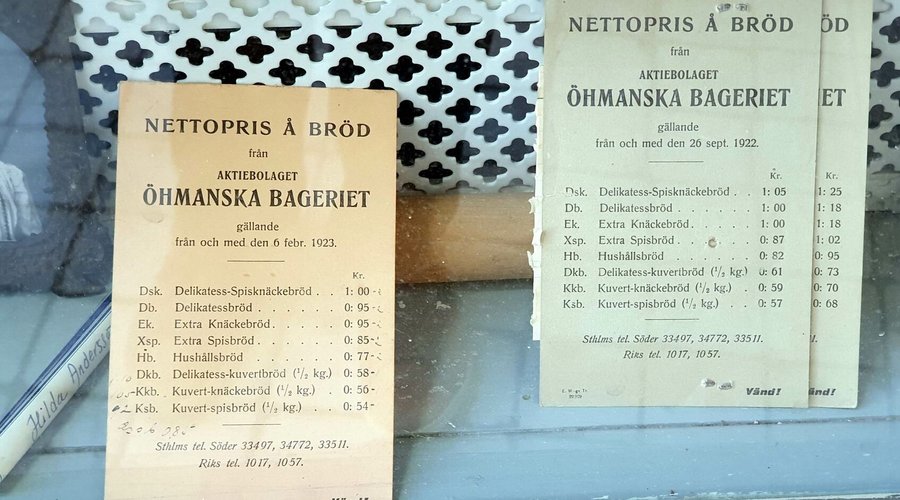 NETTOPRIS Å BRÖD
från
AKTIEBOLAGET
ÖHMANSKA BAGERIET
gällande
från och med den 6 febr. 1923.
Kr.
Dsk. Delikatess-Spisknäckebröd . . 1: 00
Db. Delikatessbröd . . . . . . 0: 95
Ek. Extra Knäckebröd . . . . . 0: 95
Xsp. Extra Spisbröd . . . . . 0: 85
Hb. Hushållsbröd . . . . . . 0: 77
Dkb. Delikatess-kuvertbröd (1/2 kg.) 0: 58
Kkb. Kuvert-knäckebröd (1/2 kg.) . 0: 56
Ksb. Kuvert-spisbröd (1/2 kg.) . . 0: 54
Sthlms tel. Söder 33497, 34772, 33511.
Riks tel. 1017, 1057.
Hilda
NETTOPRIS Å BRÖD
från
AKTIEBOLAGET
ÖHMANSKA BAGERIET
gällande
från och med den 26 sept. 1922.
Kr.
Dsk. Delikatess-Spisknäckebröd . . 1: 05
Db. Delikatessbröd . . . . . . 1: 00
Ek. Extra Knäckebröd . . . . . 1: 00
Xsp. Extra Spisbröd . . . . . 0: 87
Hb. Hushållsbröd . . . . . . 0: 82
Dkb. Delikatess-kuvertbröd (1/2 kg.) 0: 61
Kkb. Kuvert-knäckebröd (1/2 kg.) . 0: 59
Ksb. Kuvert-spisbröd (1/2 kg.) . . 0: 57
Sthlms tel. Söder 33497, 34772, 33511.
Riks tel. 1017, 1057.
Vänd!
ÖD
ET
Kr.
1: 25
1: 18
1: 18
1: 02
0: 95
0: 73
0: 70
0: 68
änd!